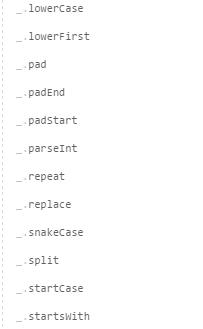 _.lowerCase
_.lowerFirst
_.pad
_.padEnd
_.padStart
_.parseInt
_.repeat
_.replace
_.snakeCase
_.split
_.startCase
_.startsWith